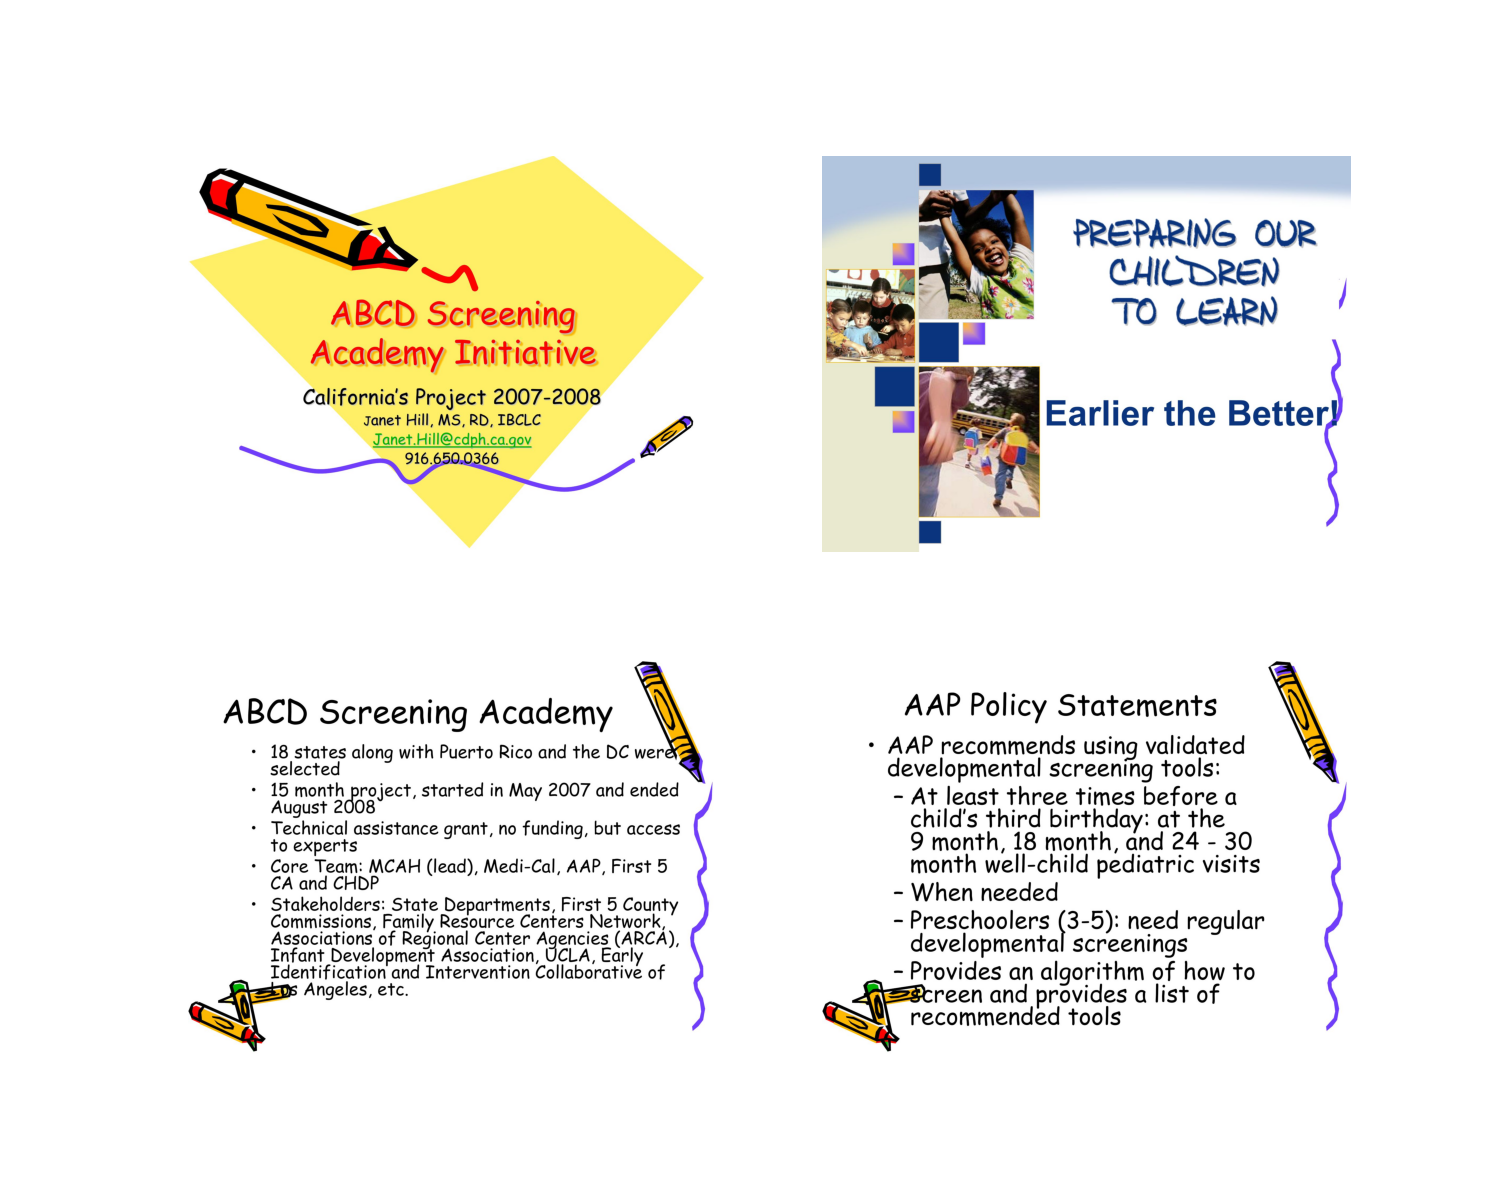 ABCD Screening
Academy Initiative
California's Project 2007-2008
Janet Hill, MS, RD, IBCLC
Janet.Hill@cdph.ca.gov
916.650.0366
PREPARING OUR
CHILDREN
TO LEARN
Earlier the Better!
ABCD Screening Academy
• 18 states along with Puerto Rico and the DC were
selected
• 15 month project, started in May 2007 and ended
August 2008
• Technical assistance grant, no funding, but access
to experts
• Core Team: MCAH (lead), Medi-Cal, AAP, First 5
CA and CHDP
• Stakeholders: State Departments, First 5 County
Commissions, Family Resource Centers Network,
Associations of Regional Center Agencies (ARCA),
Infant Development Association, UCLA, Early
Identification and Intervention Collaborative of
Los Angeles, etc.
AAP Policy Statements
• AAP recommends using validated
developmental screening tools:
– At least three times before a
child's third birthday: at the
9 month, 18 month, and 24 - 30
month well-child pediatric visits
– When needed
– Preschoolers (3-5): need regular
developmental screenings
– Provides an algorithm of how to
screen and provides a list of
recommended tools